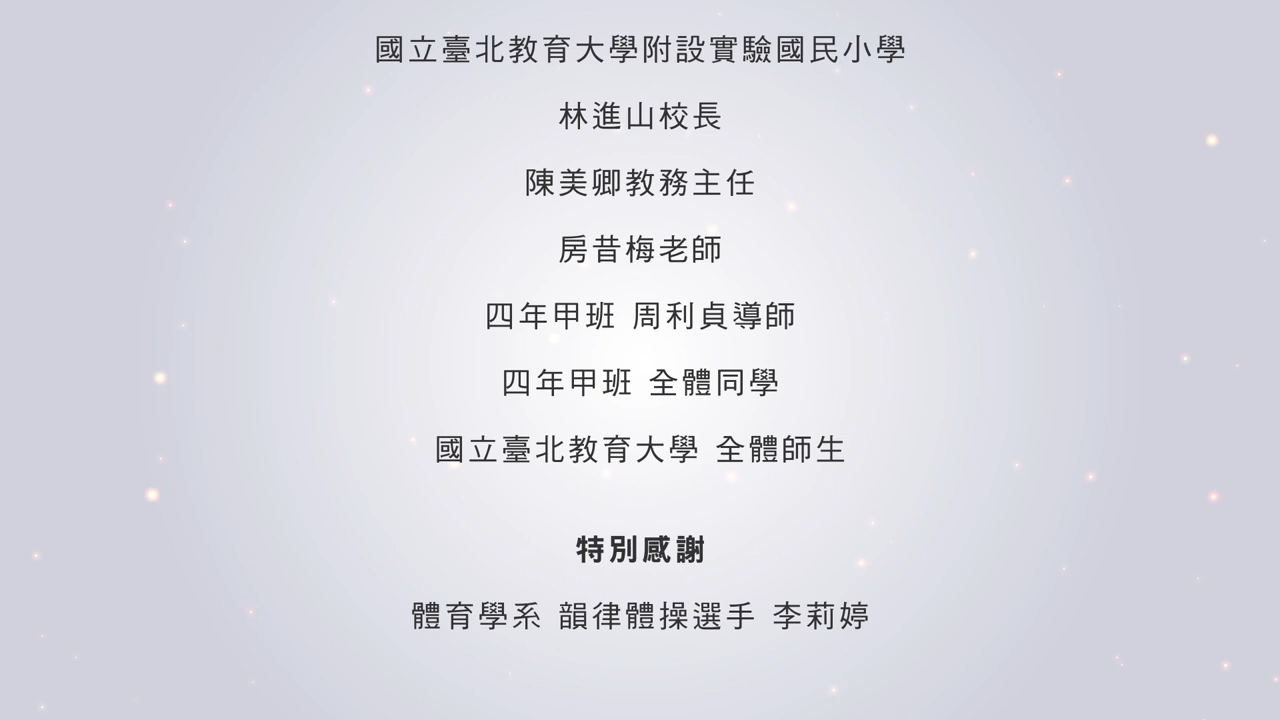 國立臺北教育大學附設實驗國民小學
林進山校長
陳美卿教務主任
房昔梅老師
四年甲班 周利貞導師
四年甲班 全體同學
國立臺北教育大學 全體師生
特別感謝
體育學系 韻律體操選手 李莉婷